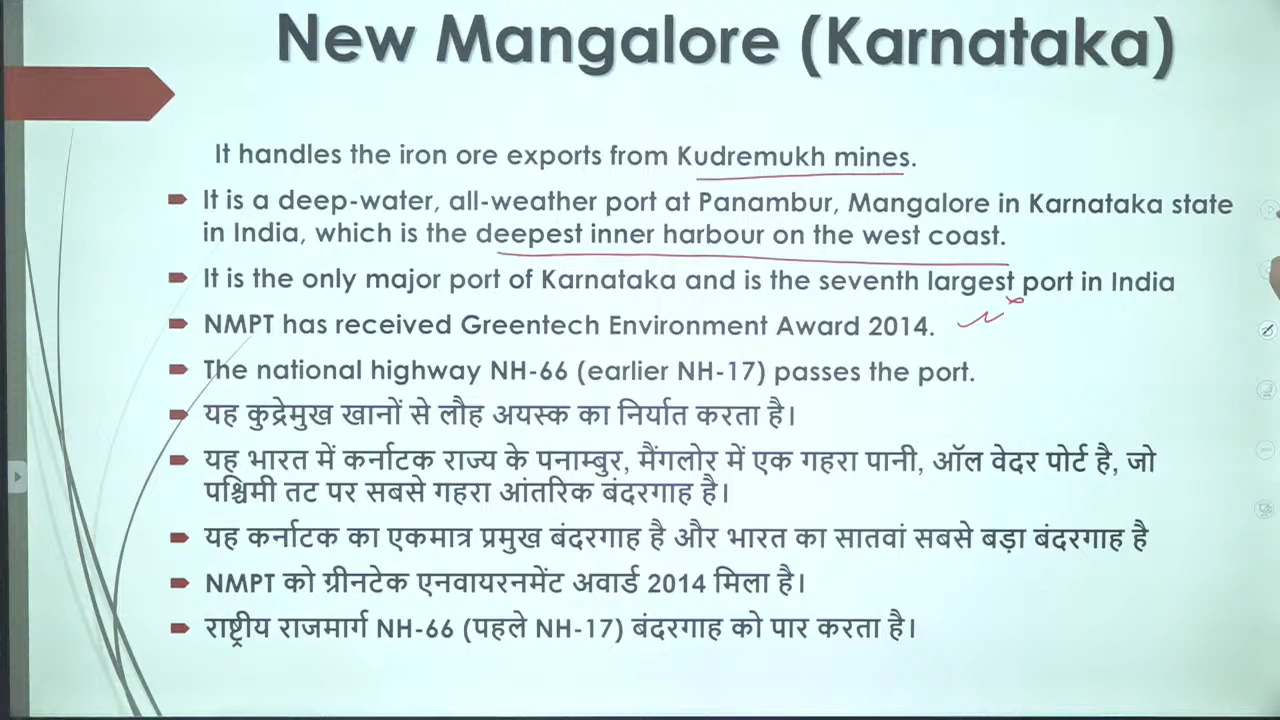 New Mangalore (Karnataka)
It handles the iron ore exports from Kudremukh mines.
It is a deep-water, all-weather port at Panambur, Mangalore in Karnataka state
in India, which is the deepest inner harbour on the west coast.
It is the only major port of Karnataka and is the seventh largest port in India
NMPT has received Greentech Environment Award 2014.
The national highway NH-66 (earlier NH-17) passes the port.
यह कुद्रेमुख खानों से लौह अयस्क का निर्यात करता है।
यह भारत में कर्नाटक राज्य के पनाम्बुर, मैंगलोर में एक गहरा पानी, ऑल वेदर पोर्ट है, जो
पश्चिमी तट पर सबसे गहरा आंतरिक बंदरगाह है।
यह कर्नाटक का एकमात्र प्रमुख बंदरगाह है और भारत का सातवां सबसे बड़ा बंदरगाह है
NMPT को ग्रीनटेक एनवायरनमेंट अवार्ड 2014 मिला है।
राष्ट्रीय राजमार्ग NH-66 (पहले NH-17) बंदरगाह को पार करता है।